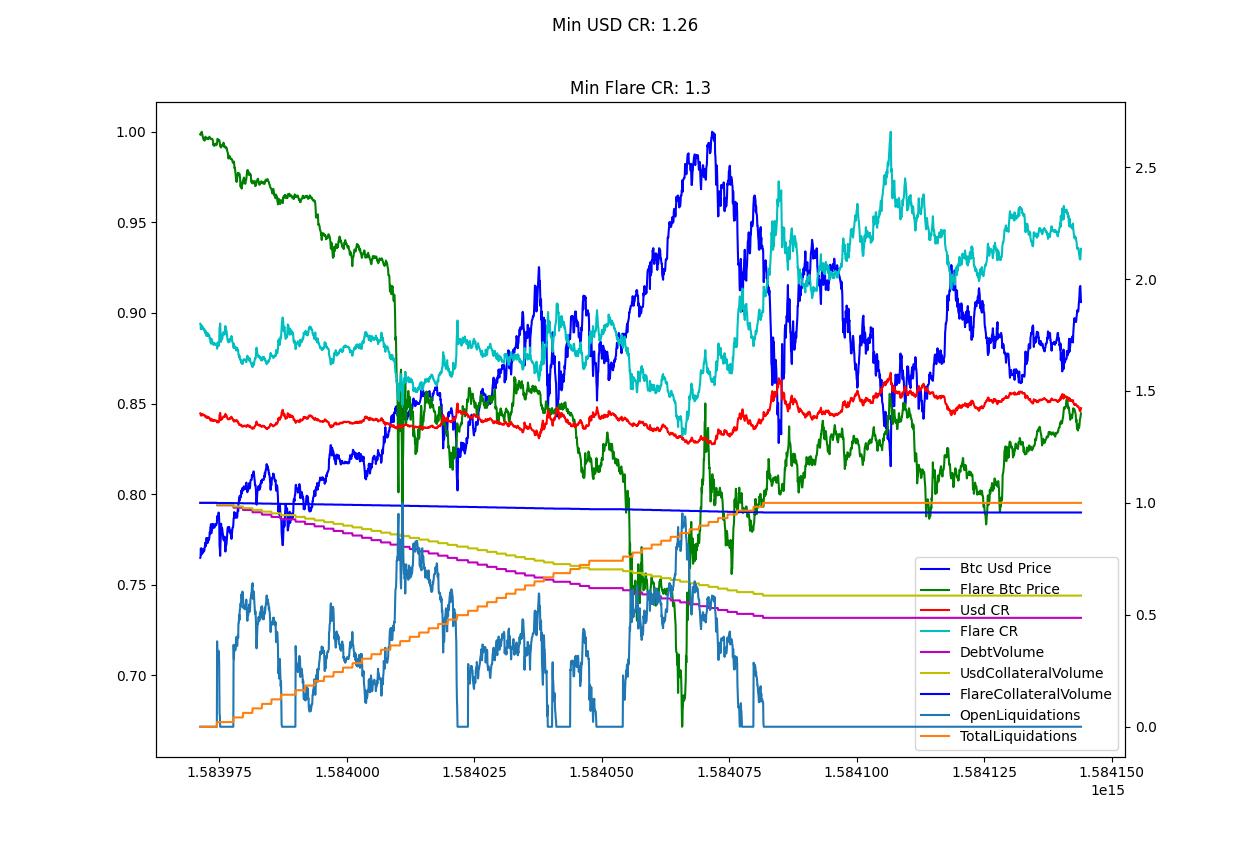 Min USD CR: 1.26
Min Flare CR: 1.3
1.00
0.95
0.90
0.85
0.80
0.75
0.70
2.5
2.0
1.5
1.0
0.5
0.0
Btc Usd Price
Flare Btc Price
Usd CR
Flare CR
DebtVolume
UsdCollateralVolume
FlareCollateralVolume
OpenLiquidations
TotalLiquidations
1.583975 1.584000 1.584025 1.584050 1.584075 1.584100 1.584125 1.584150
1e15